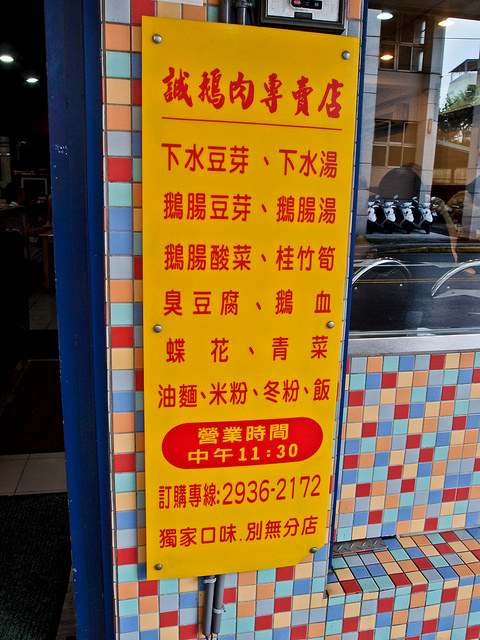 誠鵝肉專賣店
下水豆芽、下水湯
鵝腸豆芽、鵝腸湯
鵝腸酸菜、桂竹筍
臭豆腐、鵝血
蝶花、青菜
油麵、米粉、冬粉、飯
營業時間
中午11:30
訂購專線:2936-2172
獨家口味.別無分店